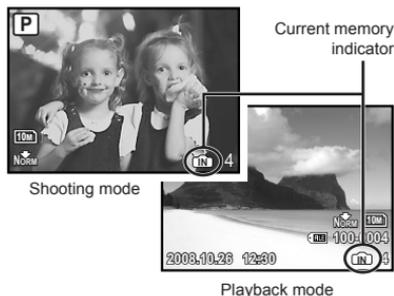 P
Current memory
indicator
10M
NORM
IN 4
Shooting mode
NORM 10M
FILE 100-0004
2008.10.26 12:30
IN 4
Playback mode